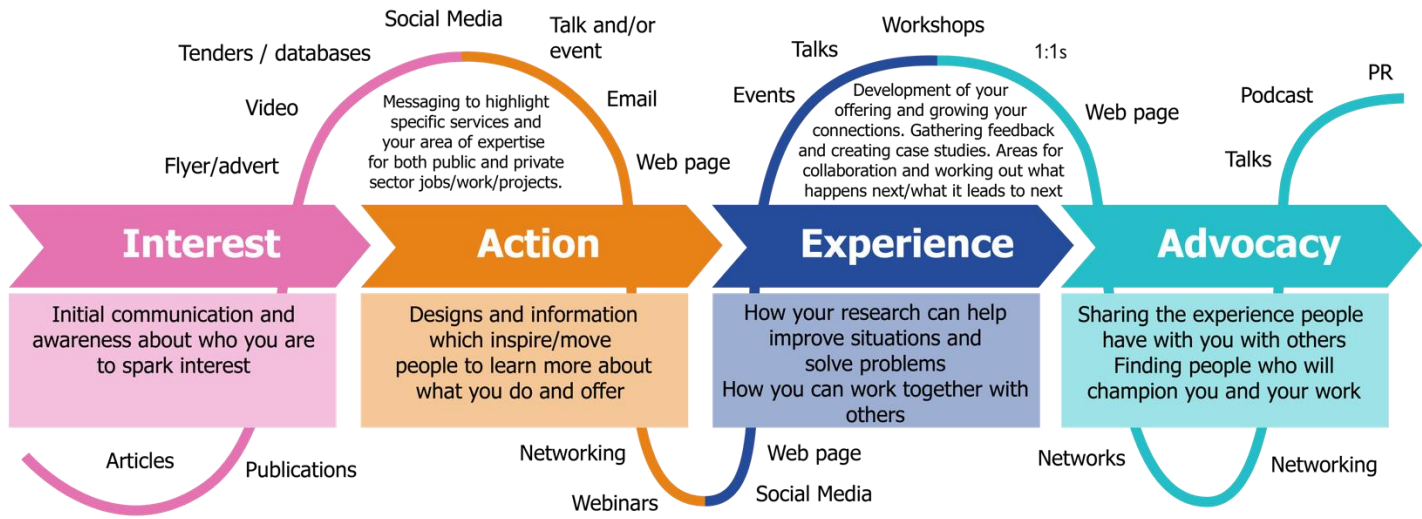 Social Media
Talk and/or
event
Tenders / databases
Video
Flyer/advert
Messaging to highlight
specific services and
your area of expertise
for both public and private
sector jobs/work/projects.
Email
Web page
Workshops
Talks
1:1s
Events
Development of your
offering and growing your
connections. Gathering feedback
and creating case studies. Areas for
collaboration and working out what
happens next/what it leads to next
Web page
PR
Podcast
Talks
Interest
Action
Experience
Advocacy
Initial communication and
awareness about who you are
to spark interest
Designs and information
which inspire/move
people to learn more about
what you do and offer
How your research can help
improve situations and
solve problems
How you can work together with
others
Sharing the experience people
have with you with others
Finding people who will
champion you and your work
Articles
Publications
Networking
Webinars
Web page
Social Media
Networks
Networking